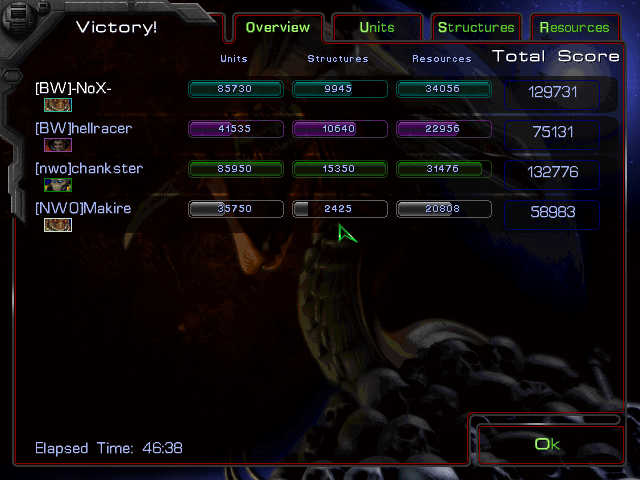 Victory!
Overview
Units
Structures
Resources
Units Structures Resources Total Score
[BW]-NoX- 85730 9945 34056 129731
[BW]hellracer 41535 10640 22956 75131
[nwo]chankster 85950 15350 31476 132776
[NWO]Makire 35750 2425 20808 58983
Elapsed Time: 46:38
Ok